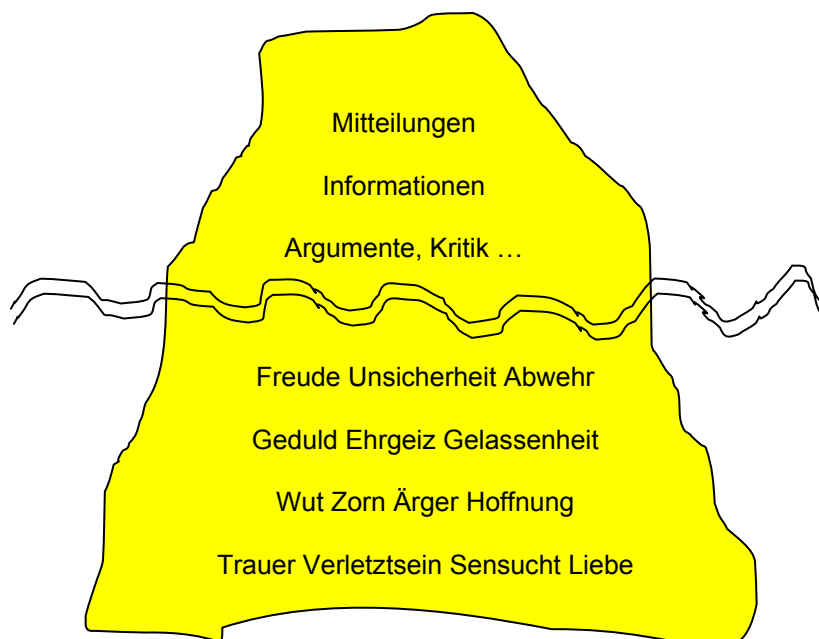 Mitteilungen
Informationen
Argumente, Kritik …
Freude Unsicherheit Abwehr
Geduld Ehrgeiz Gelassenheit
Wut Zorn Ärger Hoffnung
Trauer Verletztsein Sensucht Liebe